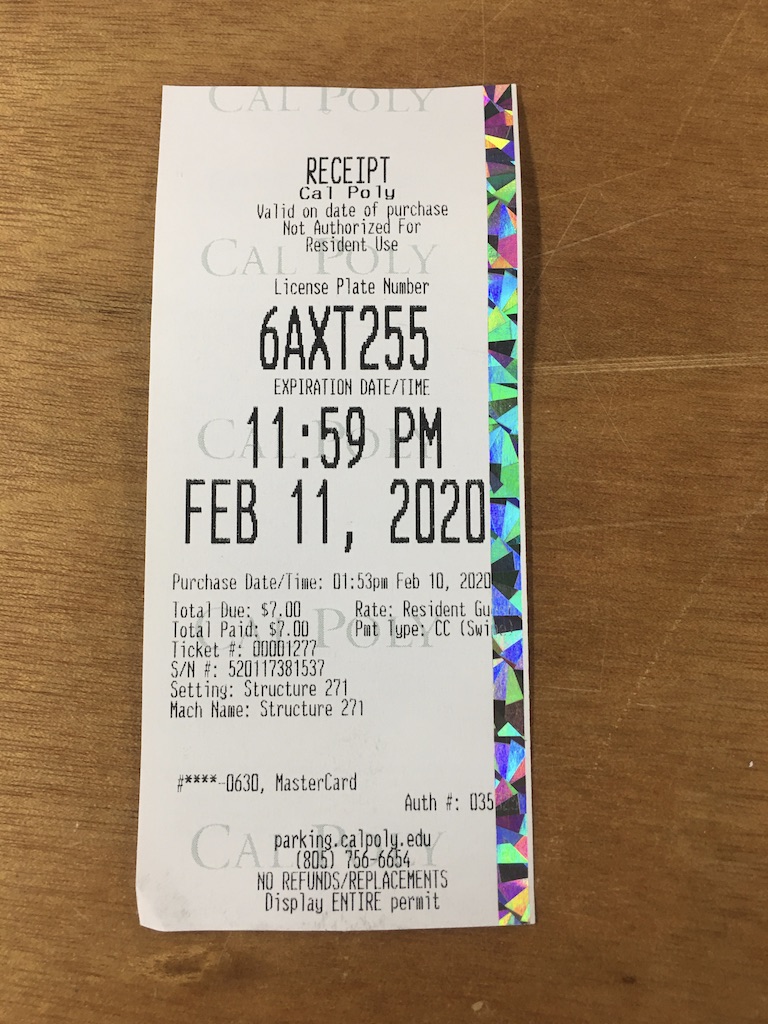 CAL POLY
RECEIPT
Cal Poly
Valid on date of purchase
Not Authorized For
Resident Use
CAL POLY
License Plate Number
6AXT255
EXPIRATION DATE/TIME
CAL POLY
11:59 PM
FEB 11, 2020
Purchase Date/Time: 01:53pm Feb 10, 2020
Total Due: $7.00 Rate: Resident Gu
CAL POLY
Total Paid: $7.00 Pmt Type: CC (Swi
Ticket #: 00001277
S/N #: 520117381537
Setting: Structure 271
Mach Name: Structure 271
#****-0630, MasterCard
Auth #: 035
CAL POLY
parking.calpoly.edu
(805) 756-6654
NO REFUNDS/REPLACEMENTS
Display ENTIRE permit